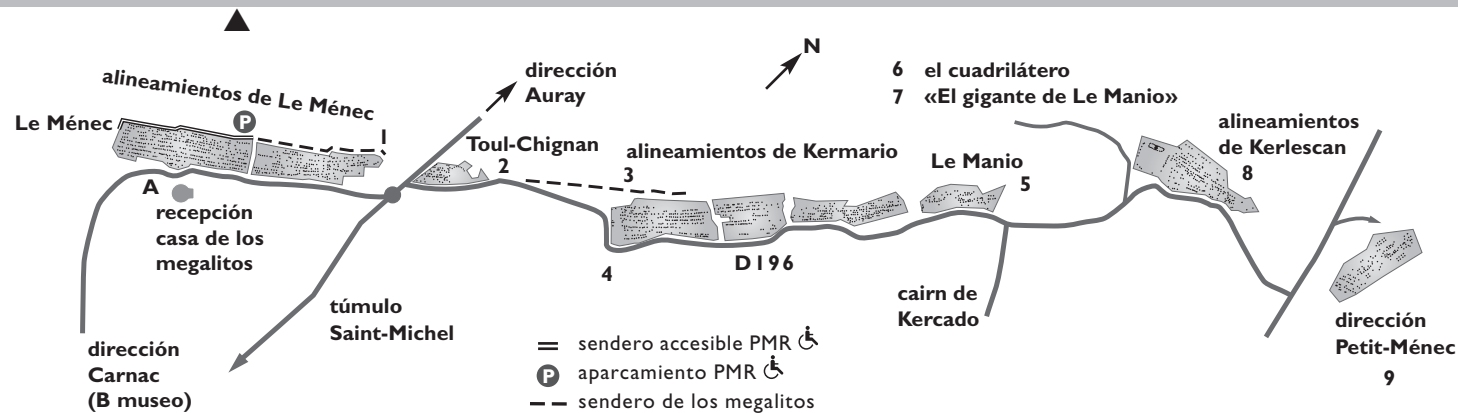 N
dirección
Auray
6 el cuadrilátero
7 «El gigante de Le Manio»
alineamientos de Le Ménec
P
1
Le Ménec
Toul-Chignan
2
alineamientos de Kermario
3
Le Manio
5
alineamientos
de Kerlescan
8
A
recepción
casa de los
megalitos
4
D196
cairn de
Kercado
túmulo
Saint-Michel
dirección
Carnac
(B museo)
dirección
Petit-Ménec
9
sendero accesible PMR
P aparcamiento PMR
sendero de los megalitos